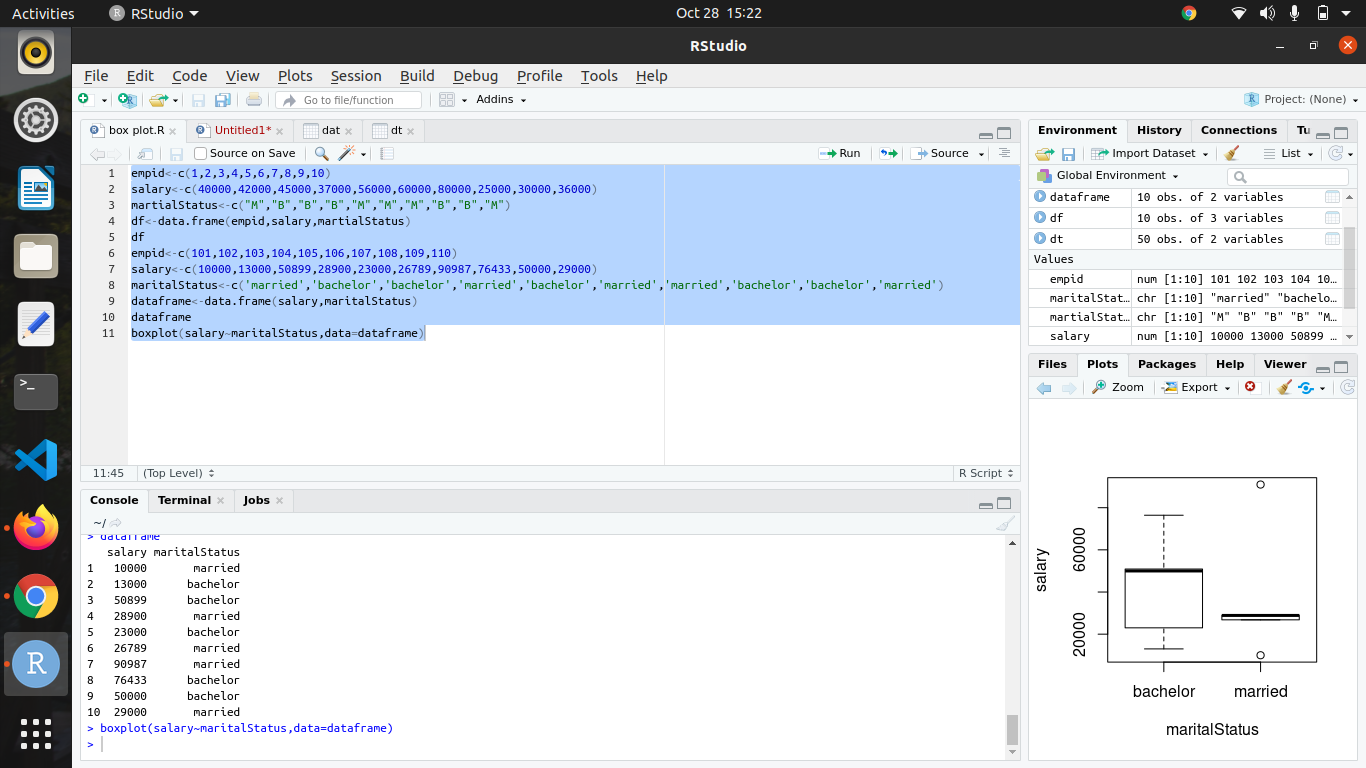 Activities RStudio Oct 28 15:22
RStudio
File Edit Code View Plots Session Build Debug Profile Tools Help
Go to file/function Addins Project: (None)
box plot.R Untitled1* dat dt
Source on Save Run Source
1 empid<-c(1,2,3,4,5,6,7,8,9,10)
2 salary<-c(40000,42000,45000,37000,56000,60000,80000,25000,30000,36000)
3 martialStatus<-c("M","B","B","B","M","M","M","B","B","M")
4 df<-data.frame(empid,salary,martialStatus)
5 df
6 empid<-c(101,102,103,104,105,106,107,108,109,110)
7 salary<-c(10000,13000,50899,28900,23000,26789,90987,76433,50000,29000)
8 maritalStatus<-c('married','bachelor','bachelor','married','bachelor','married','married','bachelor','bachelor','married')
9 dataframe<-data.frame(salary,maritalStatus)
10 dataframe
11 boxplot(salary~maritalStatus,data=dataframe)
11:45 (Top Level) R Script
Console Terminal Jobs
~/
> dataframe
salary maritalStatus
1 10000 married
2 13000 bachelor
3 50899 bachelor
4 28900 married
5 23000 bachelor
6 26789 married
7 90987 married
8 76433 bachelor
9 50000 bachelor
10 29000 married
> boxplot(salary~maritalStatus,data=dataframe)
>
Environment History Connections Tu
Import Dataset List
Global Environment
dataframe 10 obs. of 2 variables
df 10 obs. of 3 variables
dt 50 obs. of 2 variables
Values
empid num [1:10] 101 102 103 104 10…
maritalStat… chr [1:10] "married" "bachelo…
martialStat… chr [1:10] "M" "B" "B" "B" "M…
salary num [1:10] 10000 13000 50899 …
Files Plots Packages Help Viewer
Zoom Export
salary
60000
20000
bachelor married
maritalStatus
>_
R